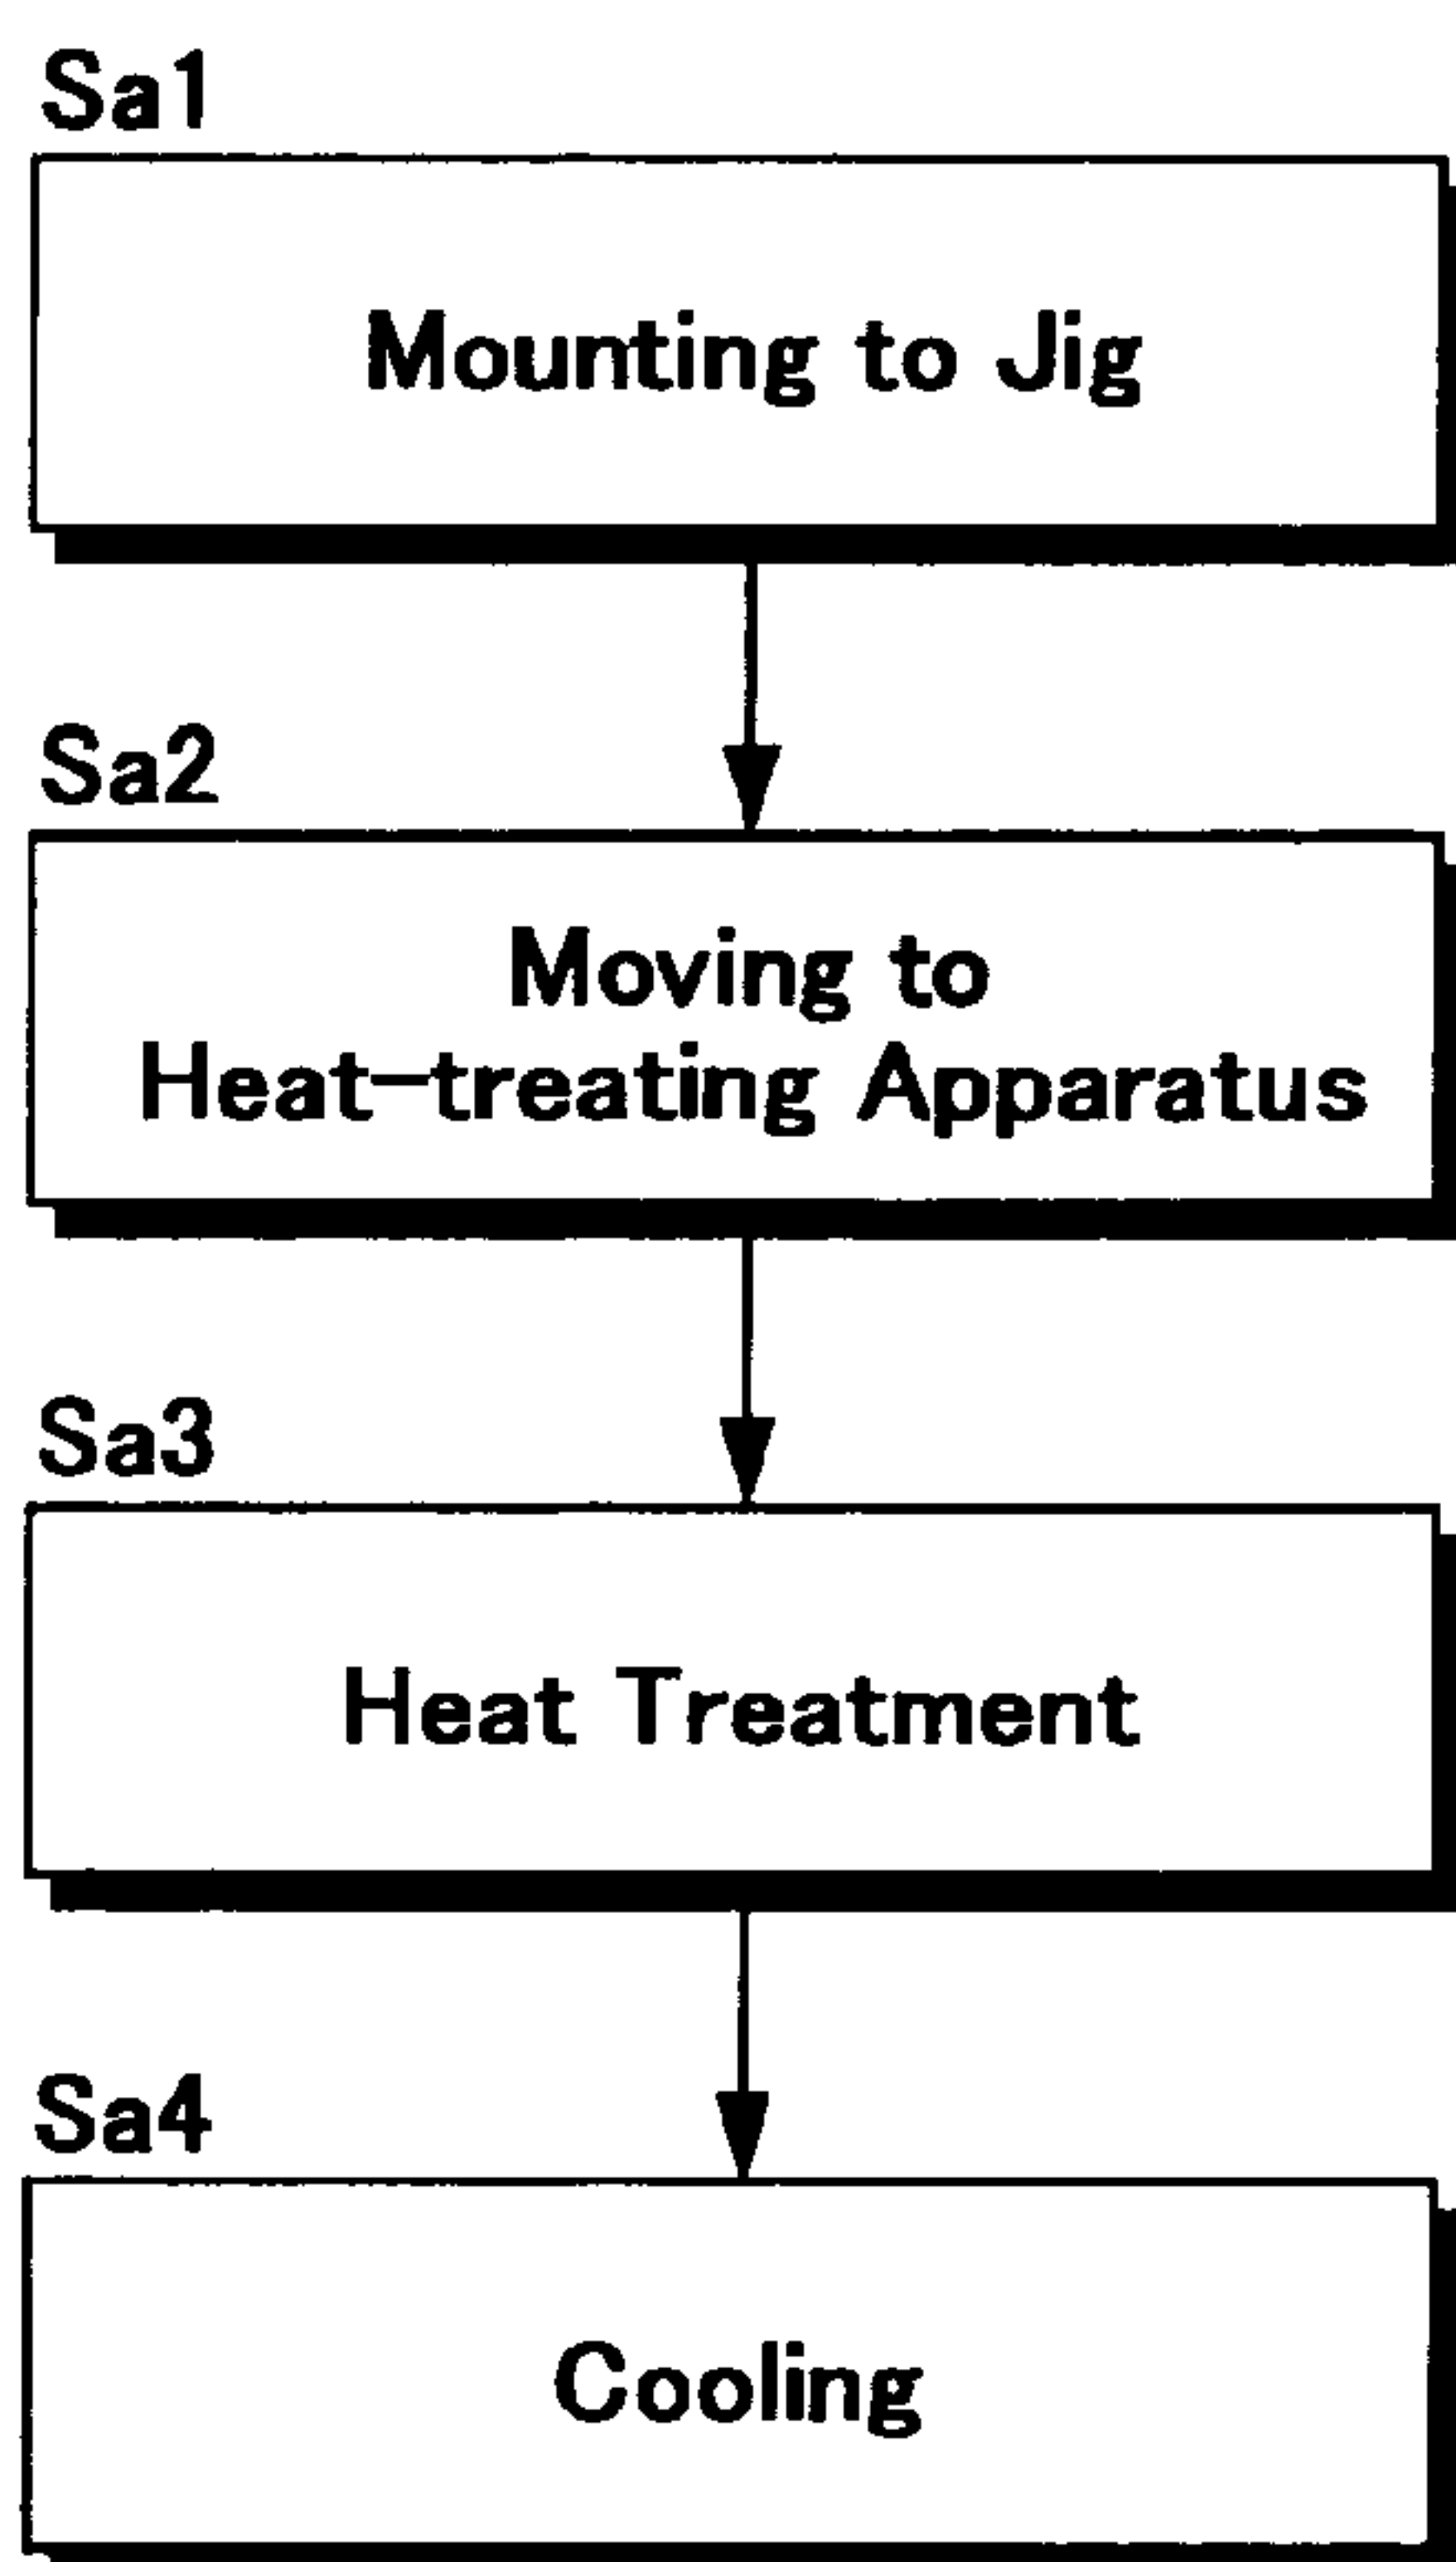 Sa1
Mounting to Jig
Sa2
Moving to
Heat-treating Apparatus
Sa3
Heat Treatment
Sa4
Cooling